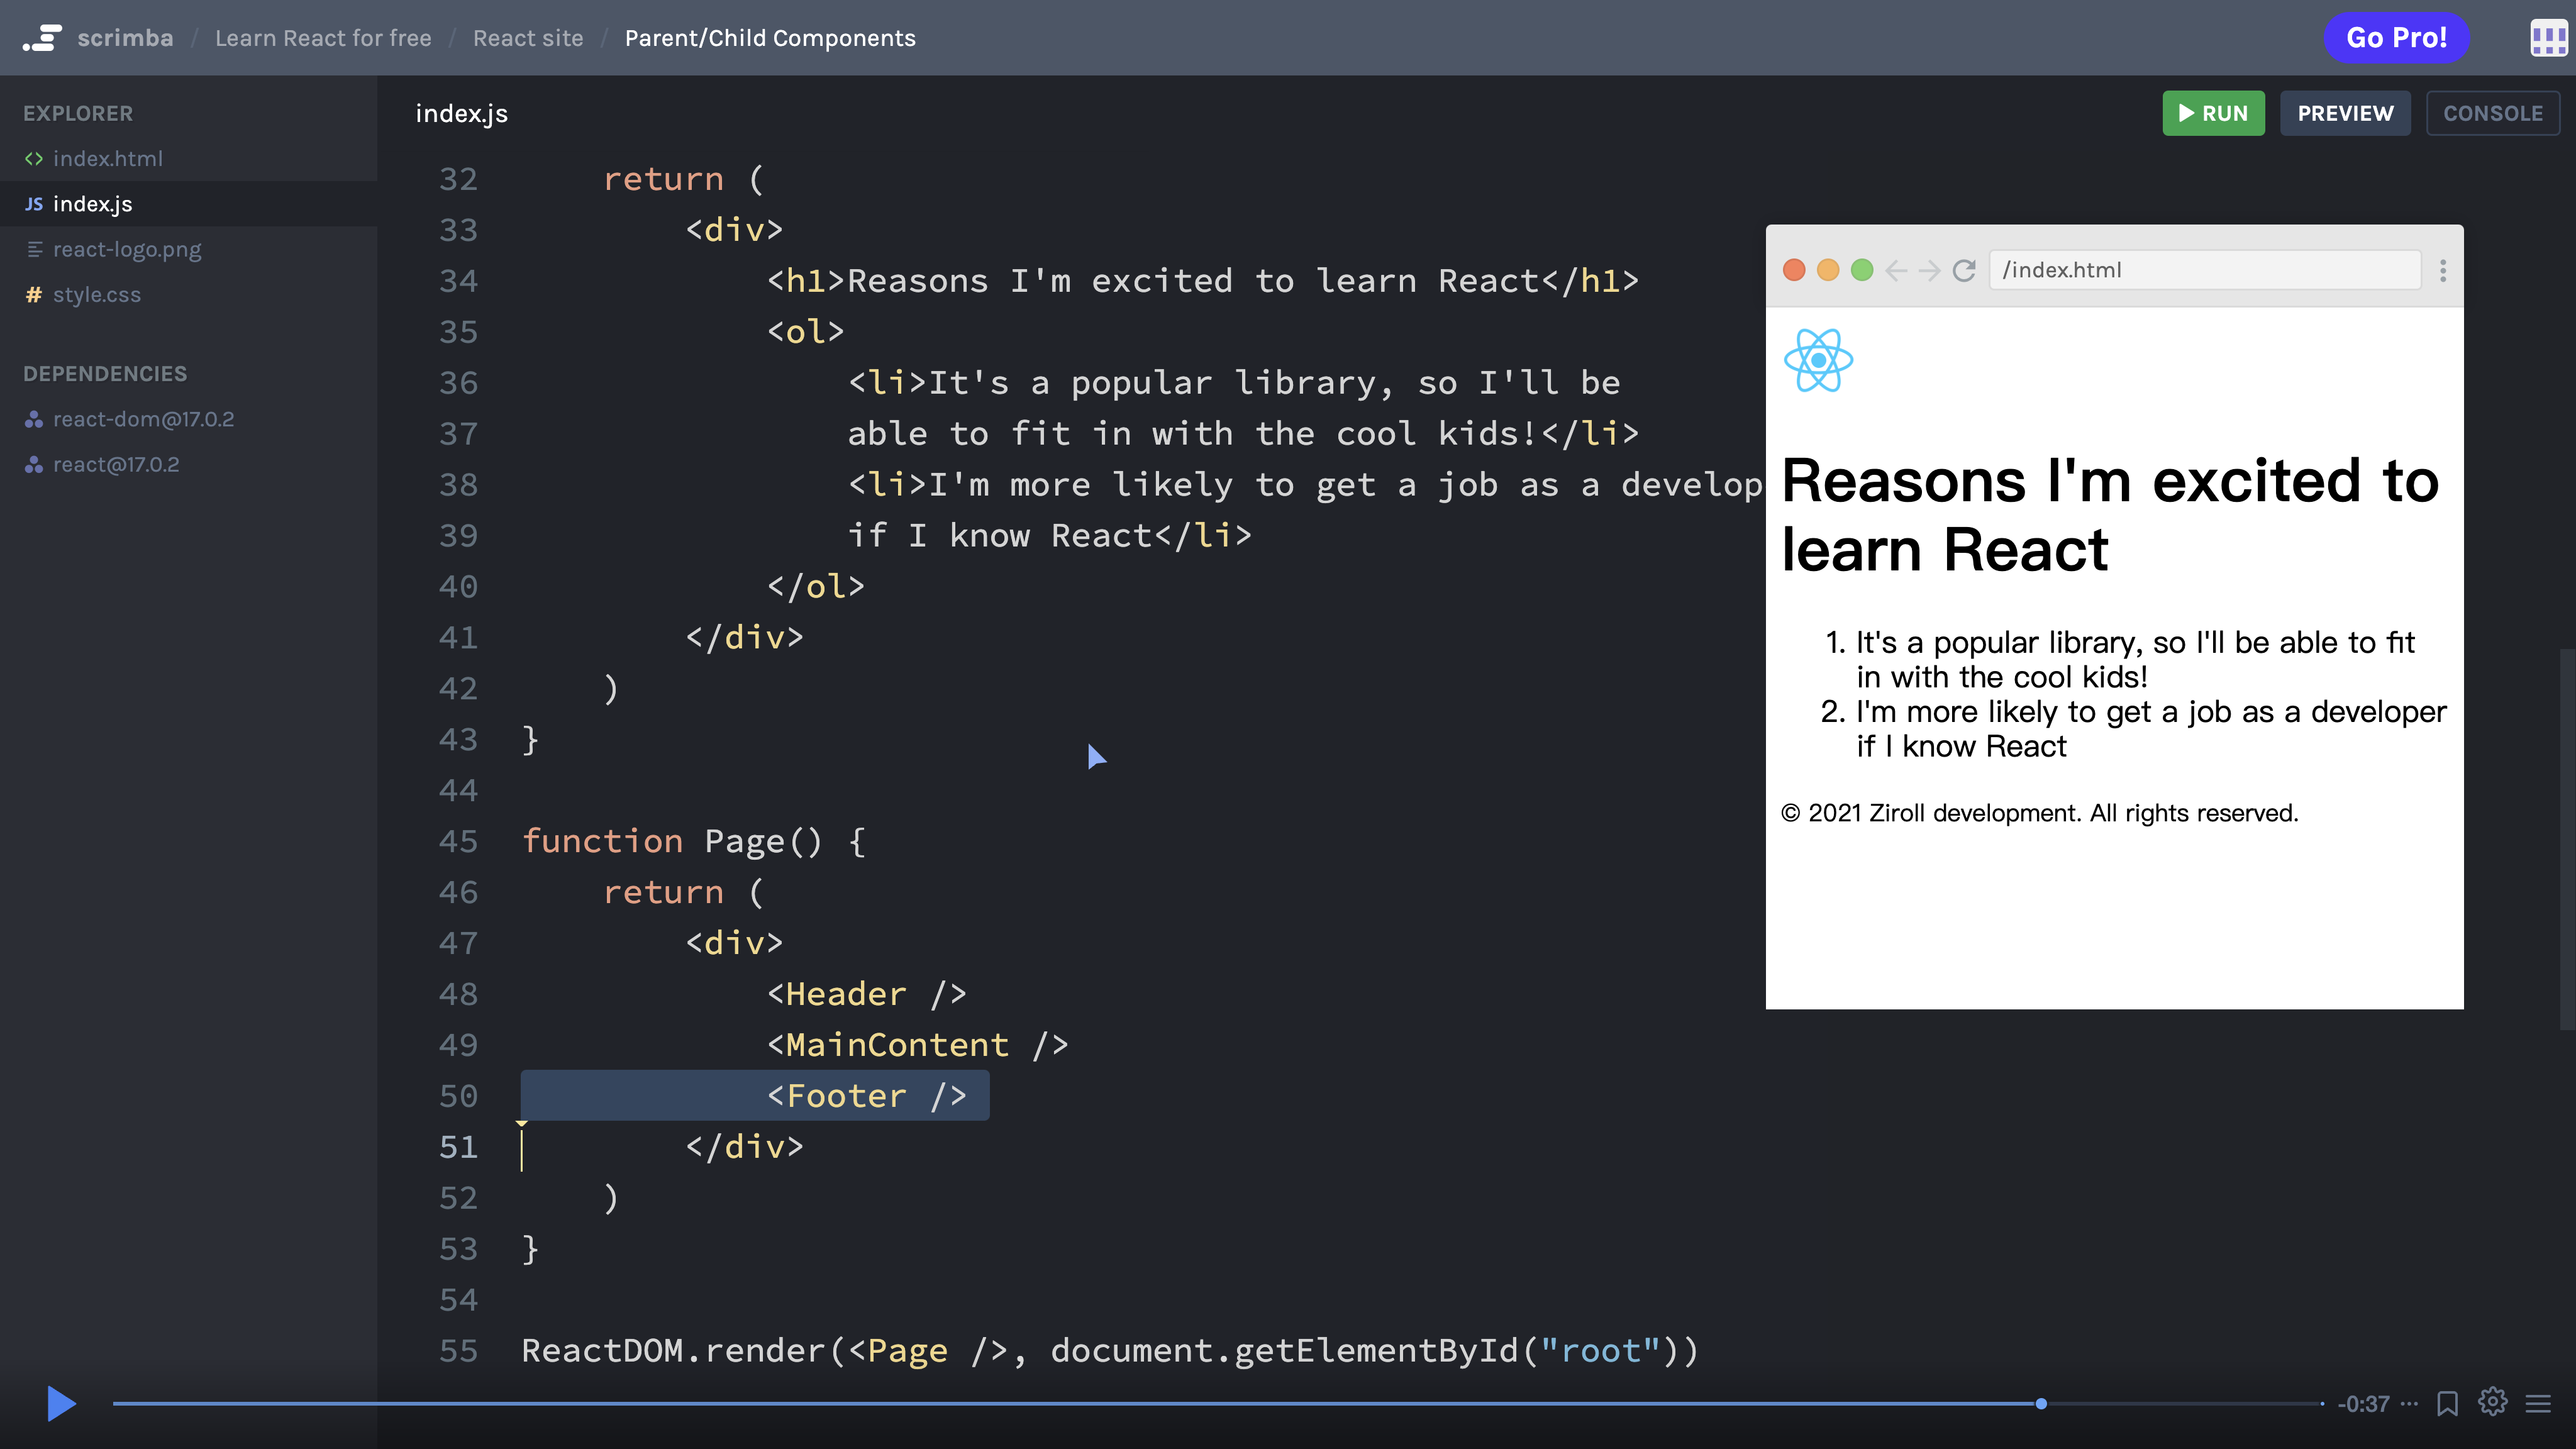 scrimba / Learn React for free / React site / Parent/Child Components
Go Pro!
EXPLORER
index.html
JS index.js
react-logo.png
# style.css
DEPENDENCIES
react-dom@17.0.2
react@17.0.2
index.js
RUN
PREVIEW
CONSOLE
32 return (
33 <div>
34 <h1>Reasons I'm excited to learn React</h1>
35 <ol>
36 <li>It's a popular library, so I'll be
37 able to fit in with the cool kids!</li>
38 <li>I'm more likely to get a job as a develop
39 if I know React</li>
40 </ol>
41 </div>
42 )
43 }
44
45 function Page() {
46 return (
47 <div>
48 <Header />
49 <MainContent />
50 <Footer />
51 </div>
52 )
53 }
54
55 ReactDOM.render(<Page />, document.getElementById("root"))
/index.html
Reasons I'm excited to
learn React
1. It's a popular library, so I'll be able to fit
in with the cool kids!
2. I'm more likely to get a job as a developer
if I know React
© 2021 Ziroll development. All rights reserved.
-0:37